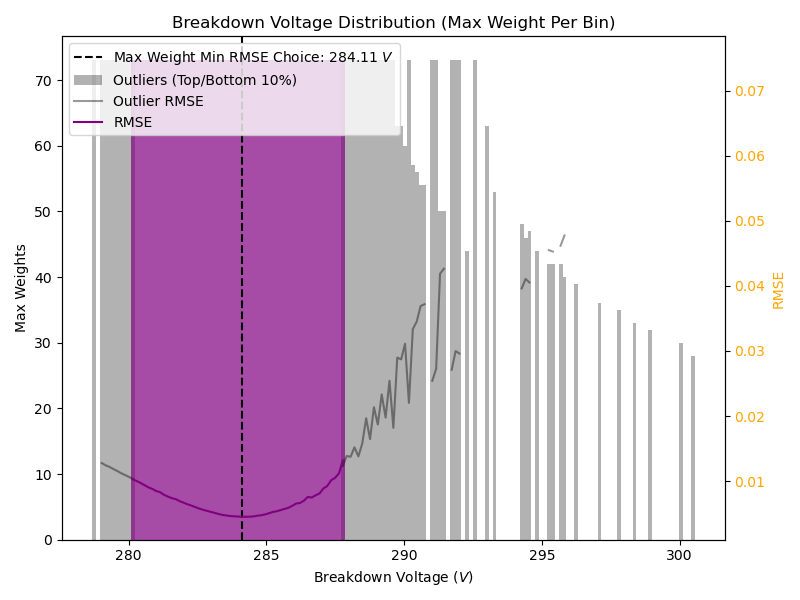 Breakdown Voltage Distribution (Max Weight Per Bin)
Max Weight Min RMSE Choice: 284.11 V
Outliers (Top/Bottom 10%)
Outlier RMSE
RMSE
Max Weights
70
60
50
40
30
20
10
0
0.07
0.06
0.05
0.04
0.03
0.02
0.01
RMSE
280
285
290
295
300
Breakdown Voltage (V)